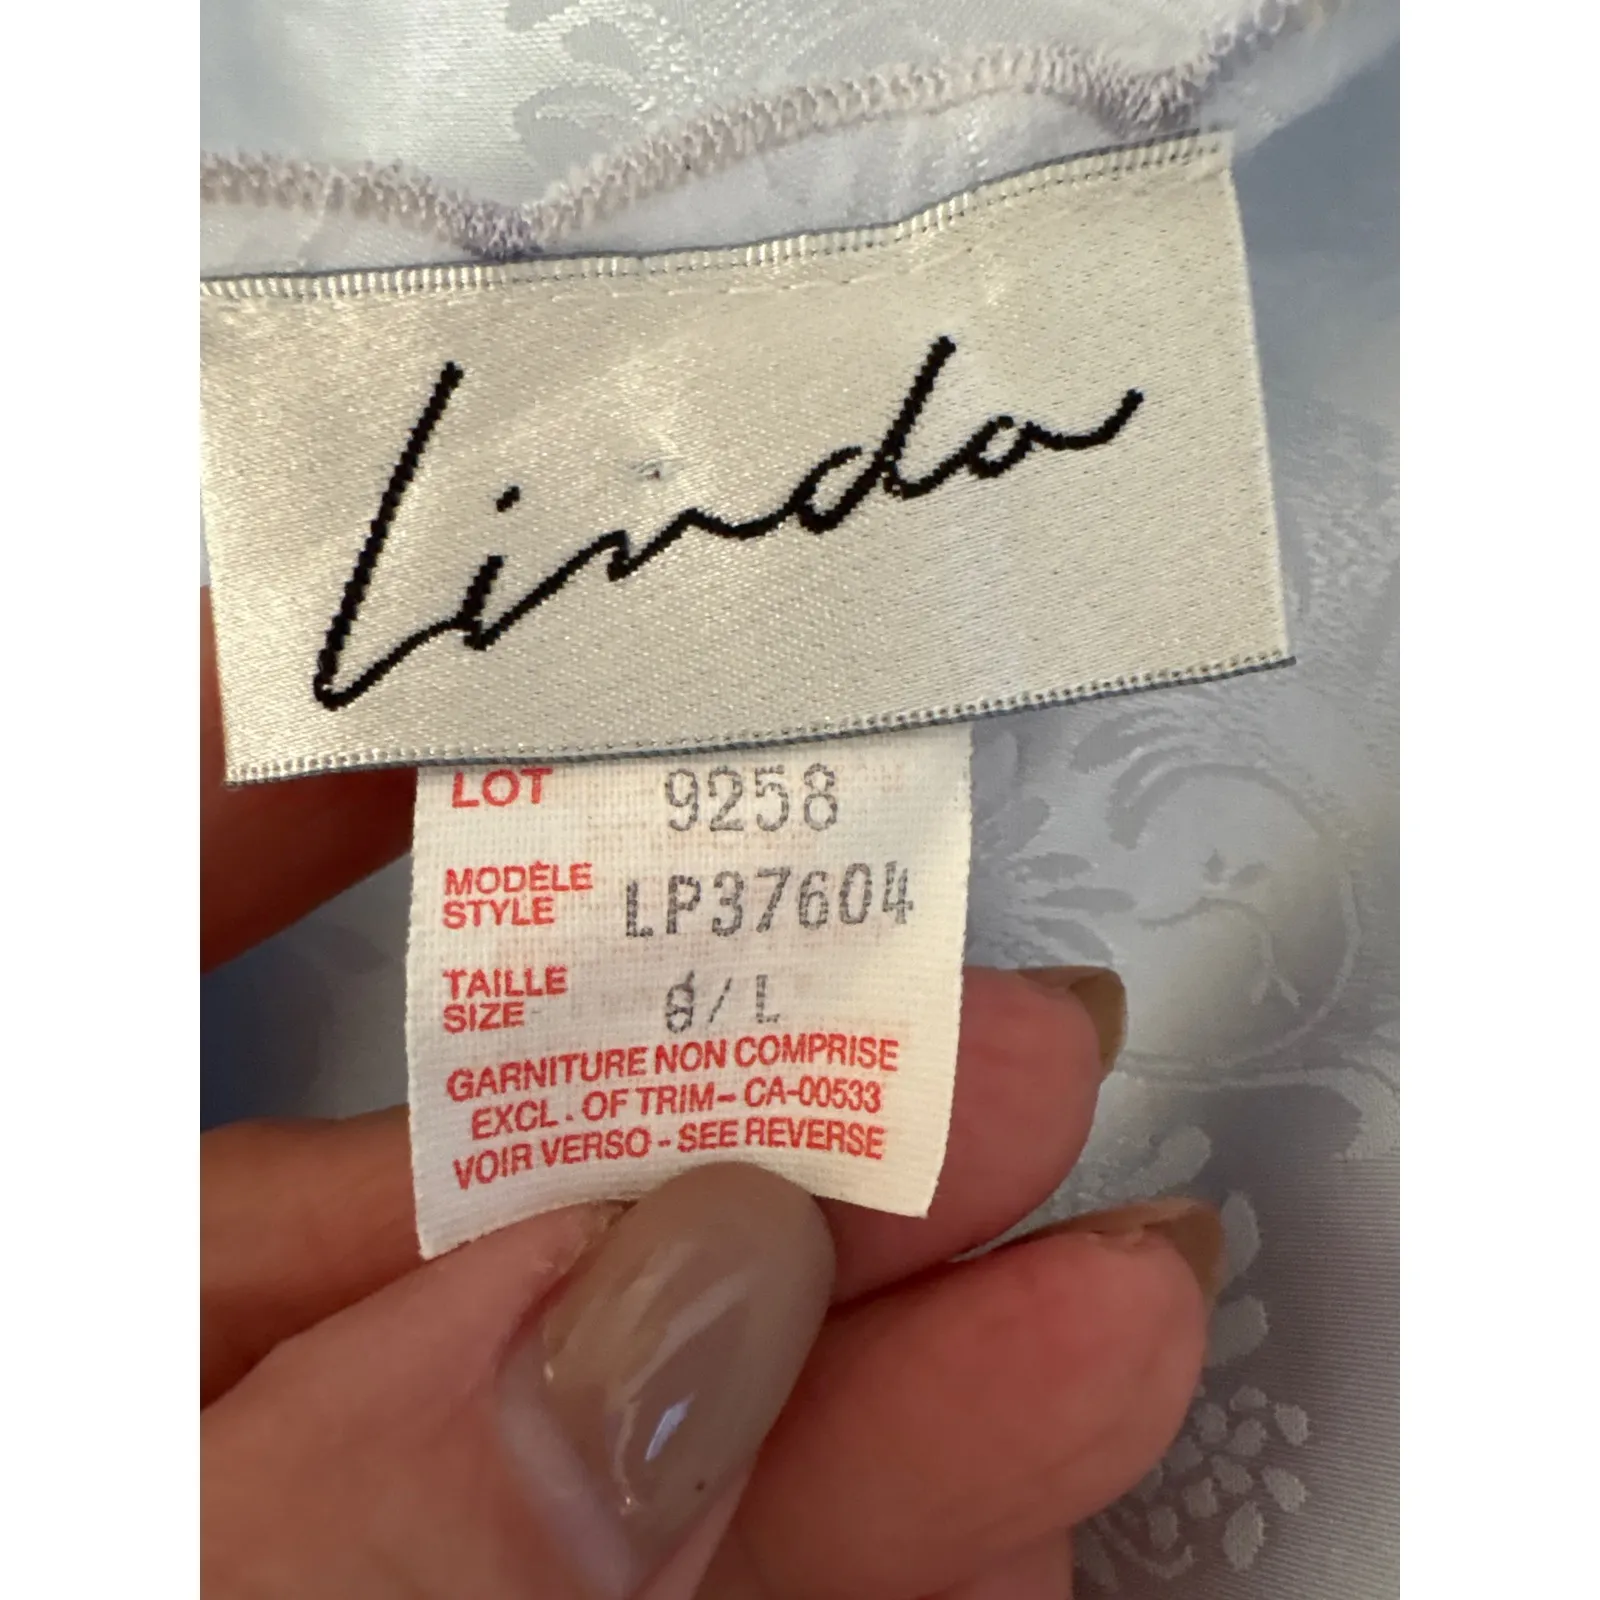 Linda
LOT 9258
MODÈLE
STYLE LP37604
TAILLE
SIZE /L
GARNITURE NON COMPRISE
EXCL. OF TRIM- CA-00533
VOIR VERSO - SEE REVERSE